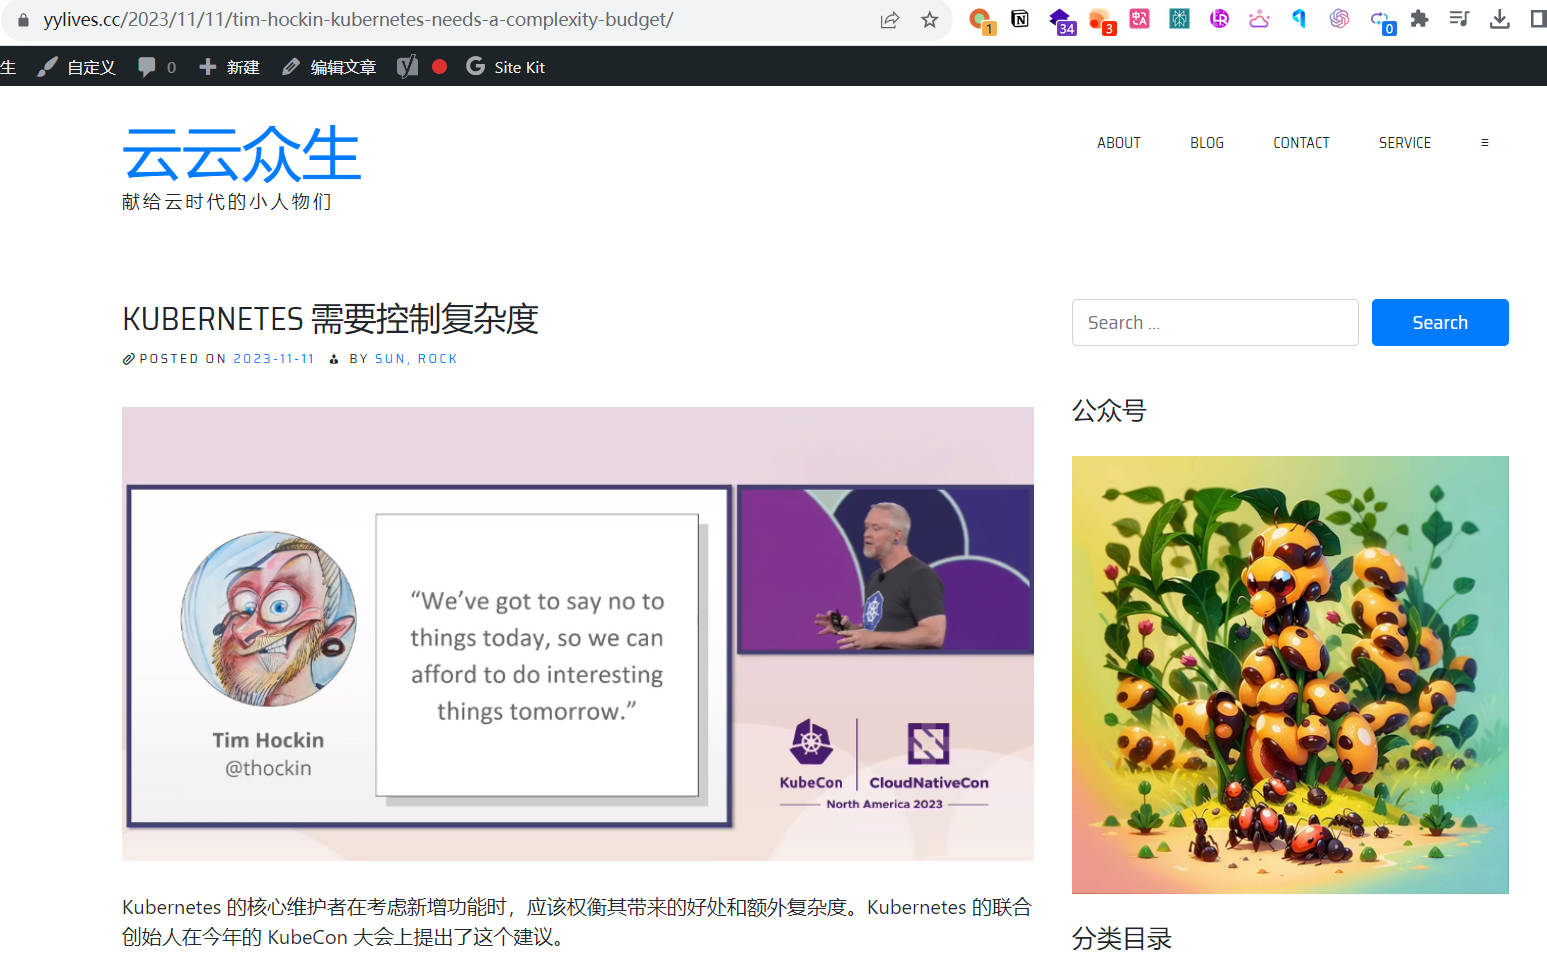 yylives.cc/2023/11/11/tim-hockin-kubernetes-needs-a-complexity-budget/
1
34
3
中A
0
生 自定义 0 新建 编辑文章 Site Kit
云云众生
献给云时代的小人物们
ABOUT BLOG CONTACT SERVICE ≡
KUBERNETES 需要控制复杂度
POSTED ON 2023-11-11 BY SUN, ROCK
Search ...
Search
公众号
“We’ve got to say no to
things today, so we can
afford to do interesting
things tomorrow.”
Tim Hockin
@thockin
KubeCon CloudNativeCon
North America 2023
Kubernetes 的核心维护者在考虑新增功能时，应该权衡其带来的好处和额外复杂度。Kubernetes 的联合
创始人在今年的 KubeCon 大会上提出了这个建议。
分类目录